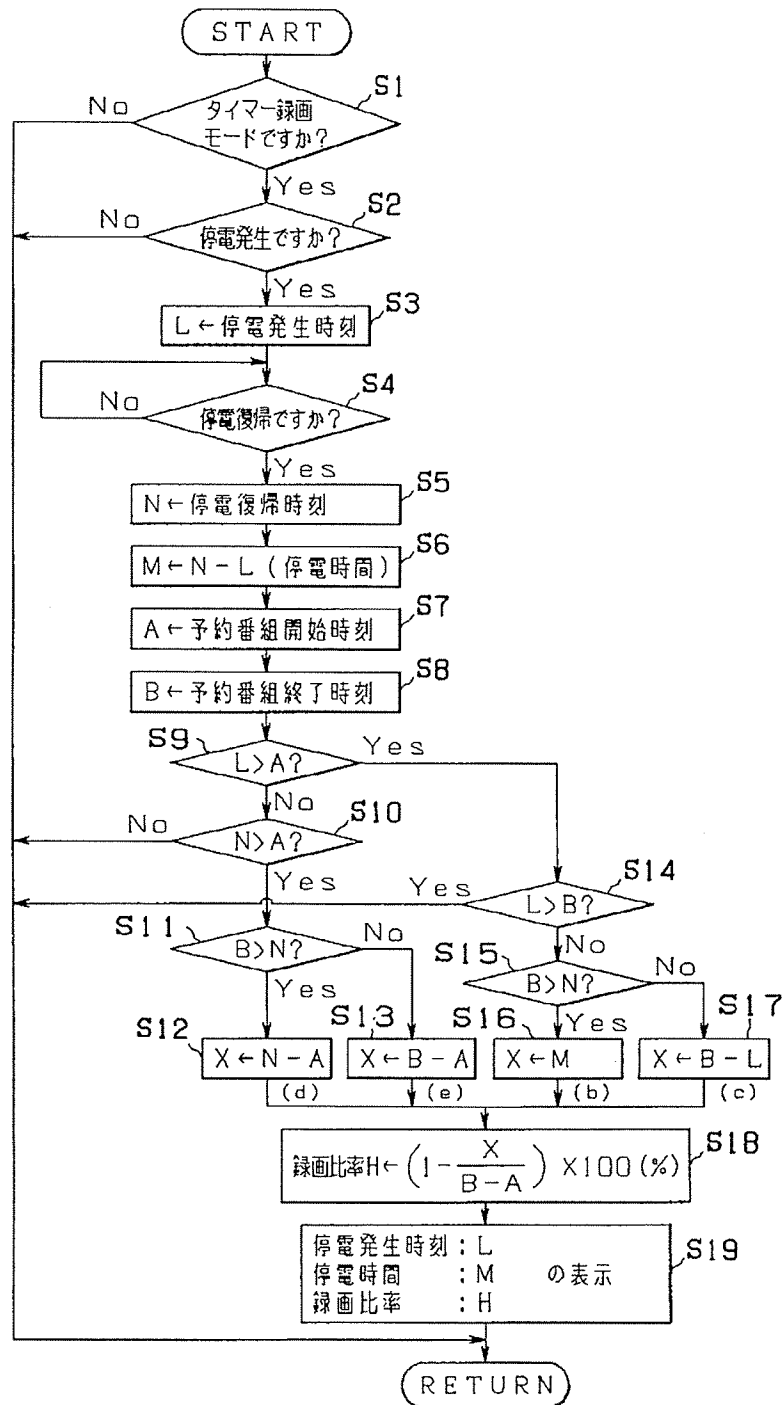 START
S1
タイマー録画
モードですか?
No
Yes
S2
停電発生ですか?
No
Yes
S3
L←停電発生時刻
S4
停電復帰ですか?
No
Yes
S5
N←停電復帰時刻
S6
M←N-L(停電時間)
S7
A←予約番組開始時刻
S8
B←予約番組終了時刻
S9
L>A?
Yes
No
S10
N>A?
No
Yes
S14
L>B?
Yes
No
S11
B>N?
No
Yes
S15
B>N?
No
Yes
S12
X←N-A
(d)
S13
X←B-A
(e)
S16
X←M
(b)
S17
X←B-L
(c)
S18
録画比率H←(1-X/(B-A))×100(%)
S19
停電発生時刻:L
停電時間 :M の表示
録画比率 :H
RETURN